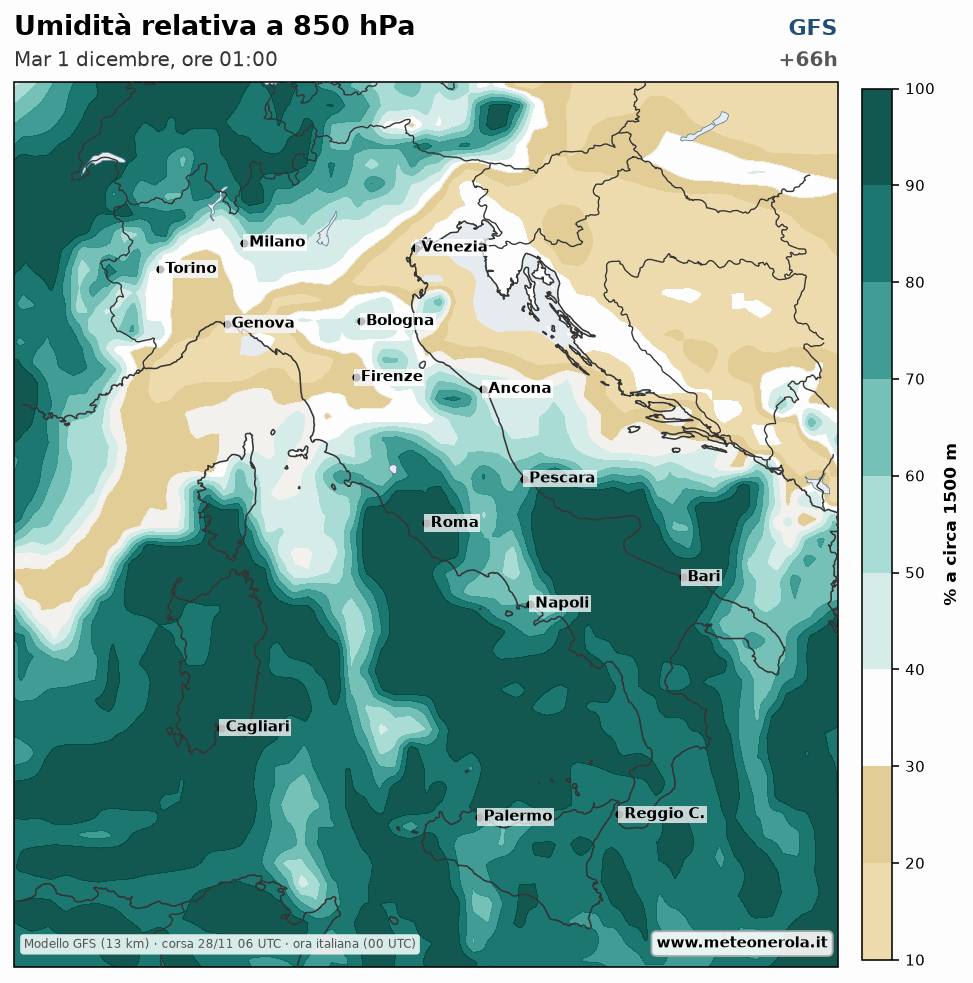 Umidità relativa a 850 hPa
GFS
Mar 1 dicembre, ore 01:00
+66h
100
90
80
70
60
50
40
30
20
10
% a circa 1500 m
Milano
Venezia
Torino
Genova
Bologna
Firenze
Ancona
Pescara
Roma
Bari
Napoli
Cagliari
Palermo
Reggio C.
Modello GFS (13 km) · corsa 28/11 06 UTC · ora italiana (00 UTC)
www.meteonerola.it